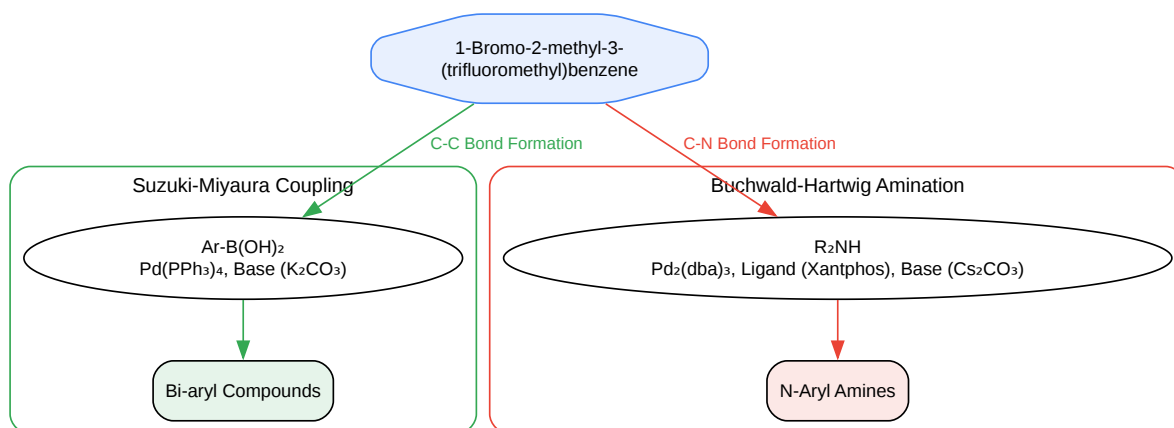 1-Bromo-2-methyl-3-
(trifluoromethyl)benzene
C-C Bond Formation
C-N Bond Formation
Suzuki-Miyaura Coupling
Buchwald-Hartwig Amination
Ar-B(OH)₂
Pd(PPh₃)₄, Base (K₂CO₃)
R₂NH
Pd₂(dba)₃, Ligand (Xantphos), Base (Cs₂CO₃)
Bi-aryl Compounds
N-Aryl Amines